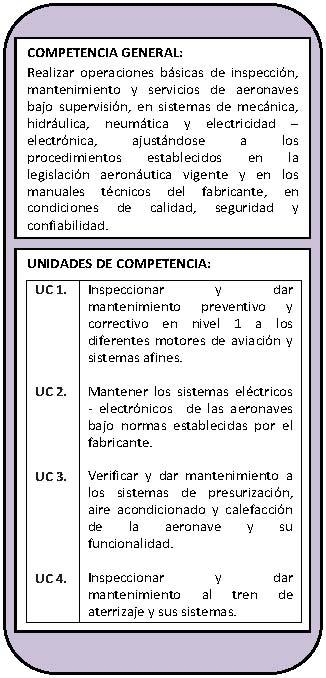 COMPETENCIA GENERAL:
Realizar operaciones básicas de inspección,
mantenimiento y servicios de aeronaves
bajo supervisión, en sistemas de mecánica,
hidráulica, neumática y electricidad –
electrónica, ajustándose a los
procedimientos establecidos en la
legislación aeronáutica vigente y en los
manuales técnicos del fabricante, en
condiciones de calidad, seguridad y
confiabilidad.
UNIDADES DE COMPETENCIA:
UC 1. Inspeccionar y dar
mantenimiento preventivo y
correctivo en nivel 1 a los
diferentes motores de aviación y
sistemas afines.
UC 2. Mantener los sistemas eléctricos
- electrónicos de las aeronaves
bajo normas establecidas por el
fabricante.
UC 3. Verificar y dar mantenimiento a
los sistemas de presurización,
aire acondicionado y calefacción
de la aeronave y su
funcionalidad.
UC 4. Inspeccionar y dar
mantenimiento al tren de
aterrizaje y sus sistemas.